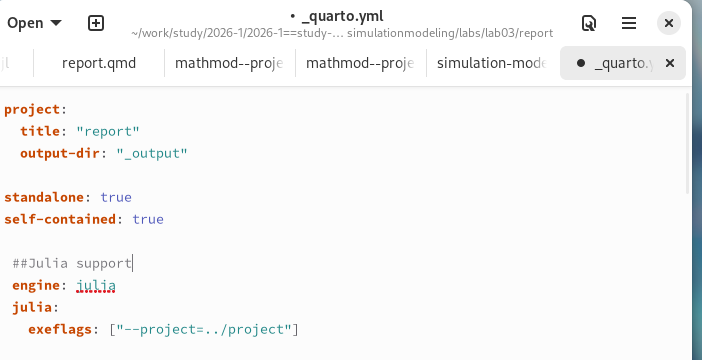 Open
• _quarto.yml
~/work/study/2026-1/2026-1==study-... simulationmodeling/labs/lab03/report
jl
report.qmd
mathmod--proje
mathmod--proje
simulation-mode
• _quarto.y
project:
  title: "report"
  output-dir: "_output"
standalone: true
self-contained: true
 ##Julia support
 engine: julia
 julia:
   exeflags: ["--project=../project"]